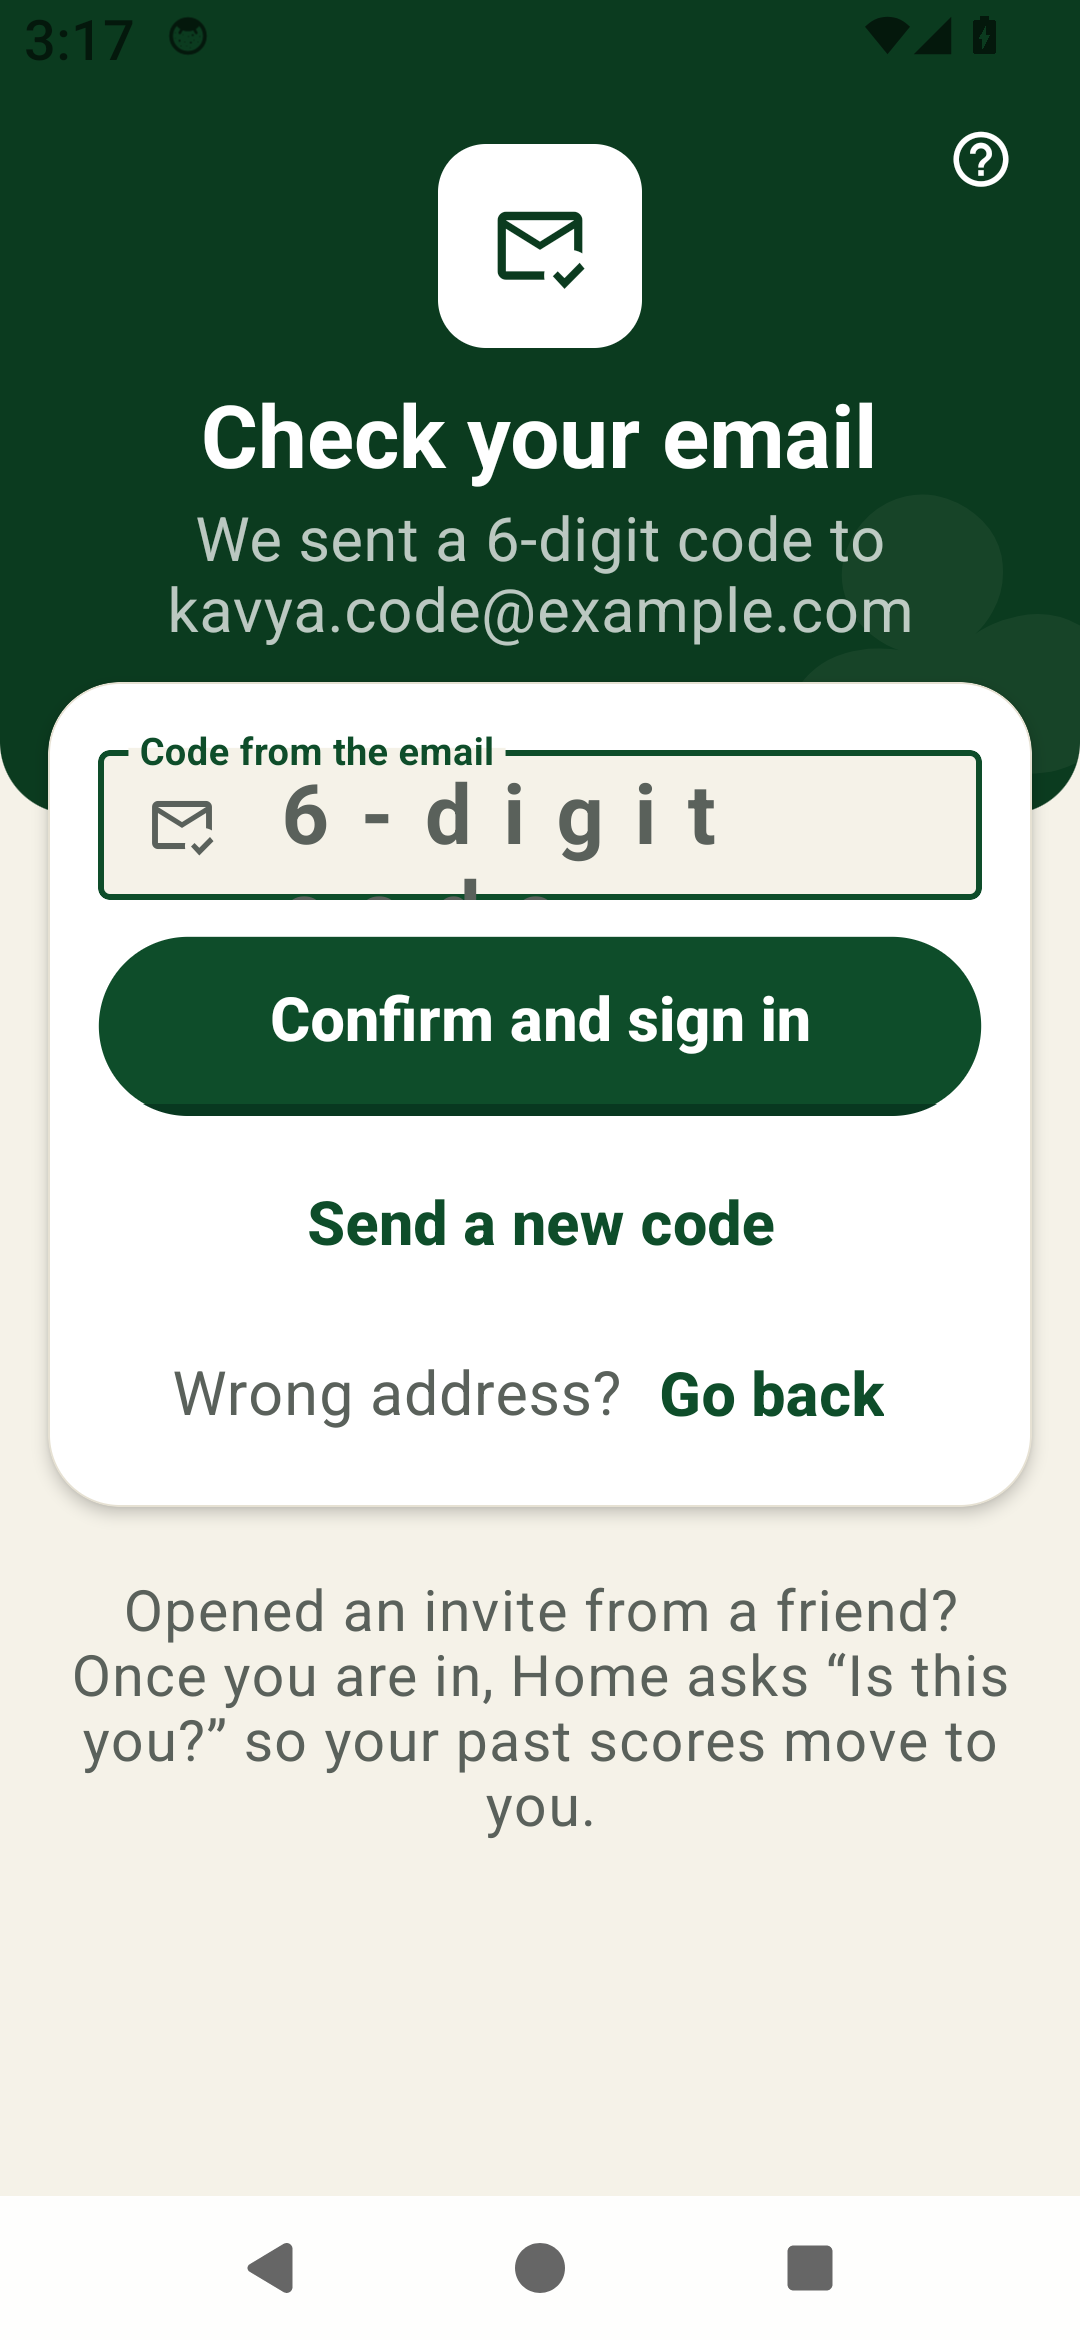 3:17
Check your email
We sent a 6-digit code to
kavya.code@example.com
Code from the email
6-digit
Confirm and sign in
Send a new code
Wrong address? Go back
Opened an invite from a friend?
Once you are in, Home asks “Is this
you?” so your past scores move to
you.